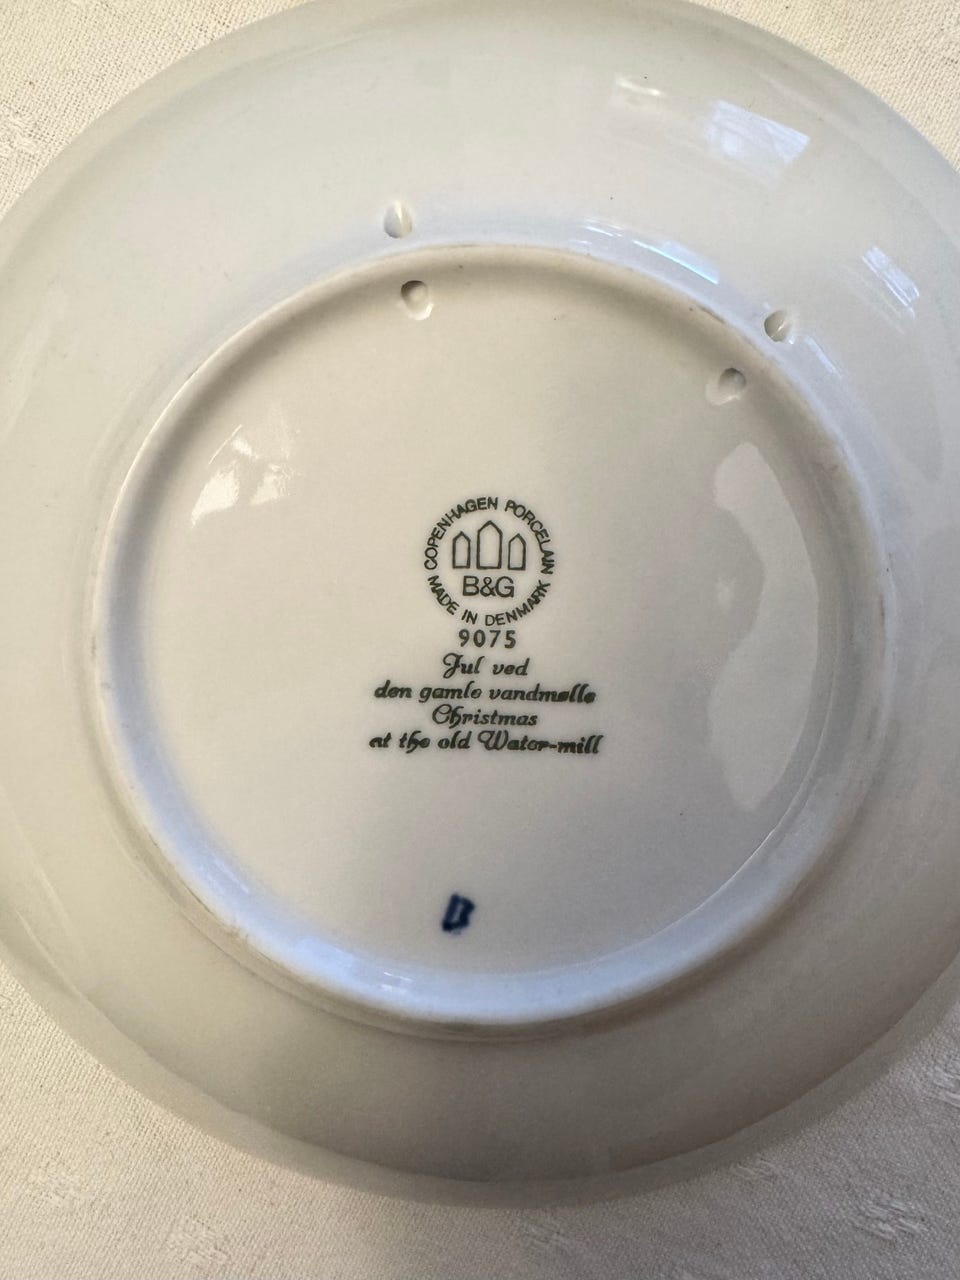 COPENHAGEN PORCELAIN
B&G
MADE IN DENMARK
9075
Jul ved
den gamle vandmølle
Christmas
at the old Water-mill